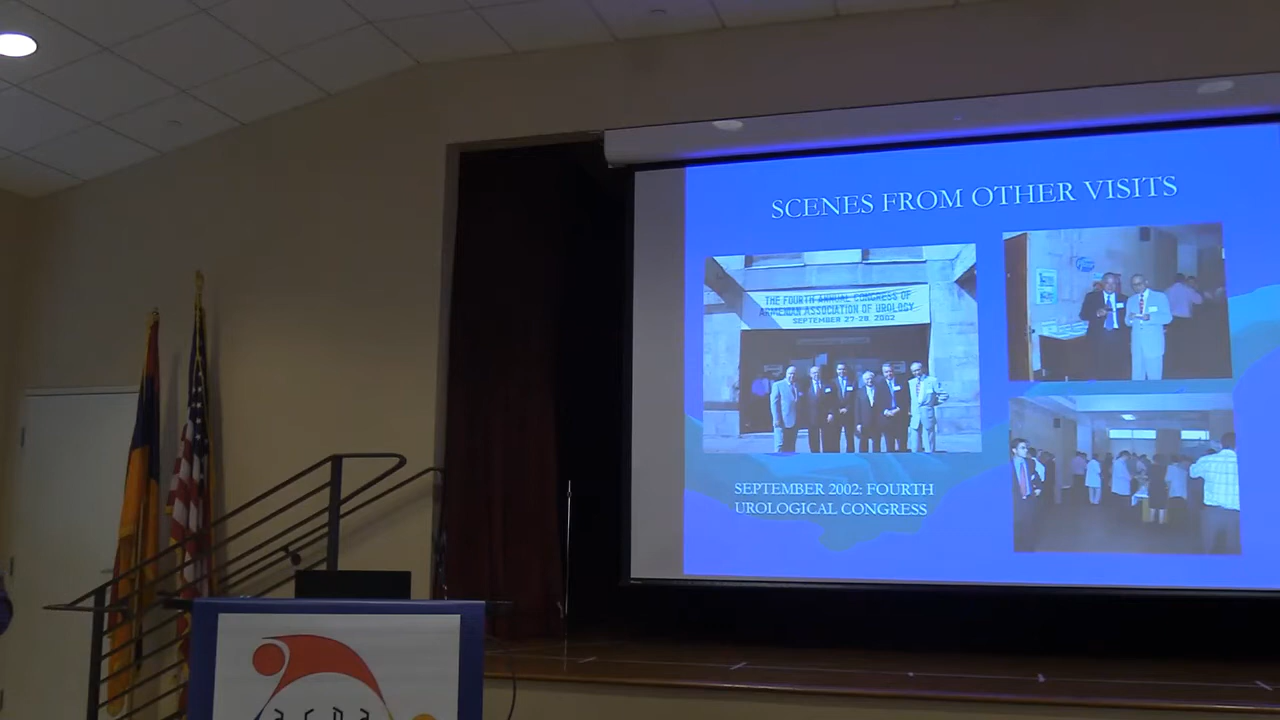 SCENES FROM OTHER VISITS
THE FOURTH ANNUAL CONGRESS OF
ARMENIAN ASSOCIATION OF UROLOGY
SEPTEMBER 27-28, 2002
SEPTEMBER 2002: FOURTH
UROLOGICAL CONGRESS